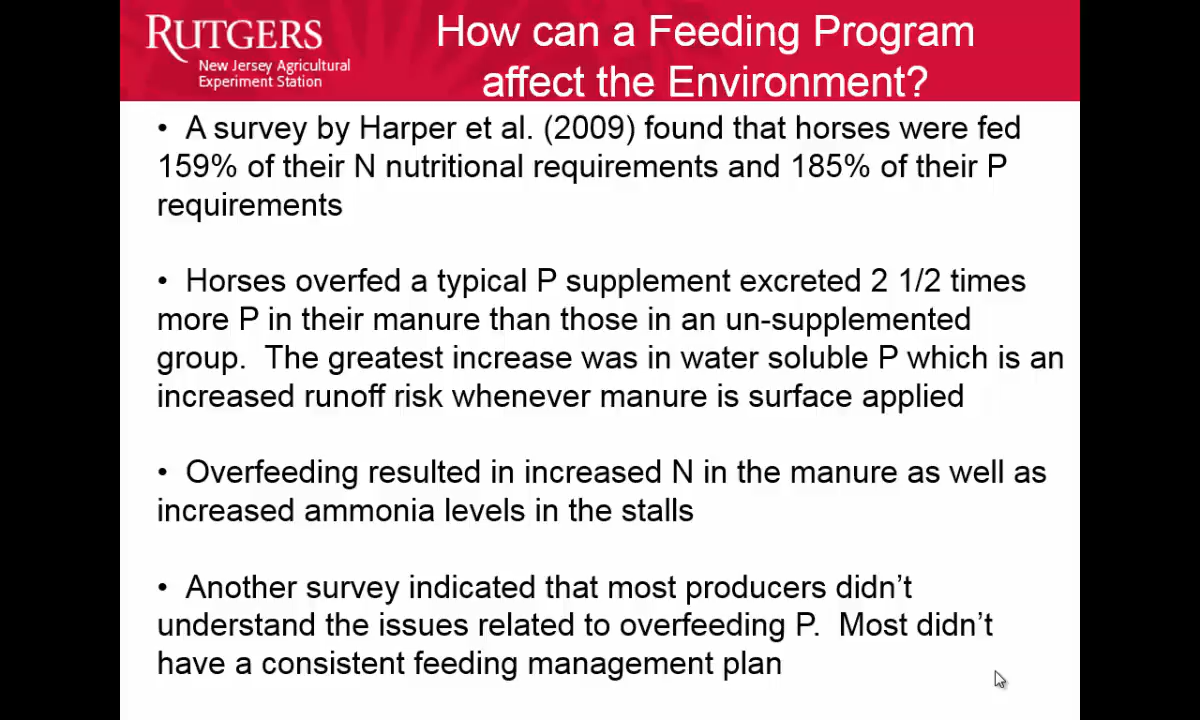 RUTGERS
New Jersey Agricultural
Experiment Station
How can a Feeding Program
affect the Environment?
• A survey by Harper et al. (2009) found that horses were fed
159% of their N nutritional requirements and 185% of their P
requirements
• Horses overfed a typical P supplement excreted 2 1/2 times
more P in their manure than those in an un-supplemented
group. The greatest increase was in water soluble P which is an
increased runoff risk whenever manure is surface applied
• Overfeeding resulted in increased N in the manure as well as
increased ammonia levels in the stalls
• Another survey indicated that most producers didn't
understand the issues related to overfeeding P. Most didn't
have a consistent feeding management plan